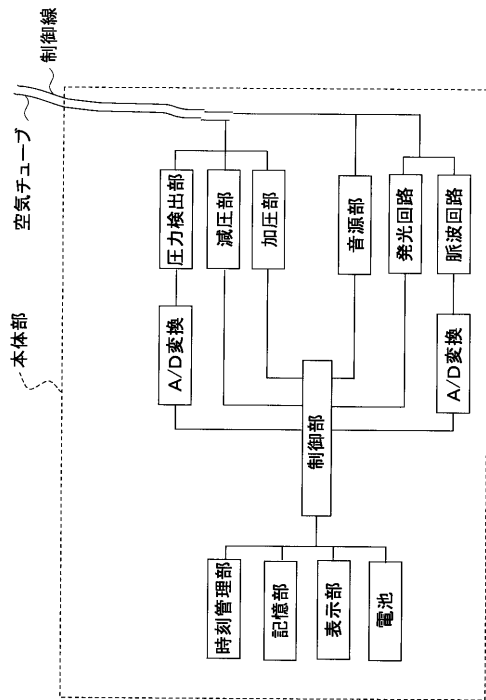 本体部
空気チューブ
制御線
時刻管理部
記憶部
表示部
電池
制御部
A/D変換
圧力検出部
減圧部
加圧部
音源部
発光回路
A/D変換
脈波回路